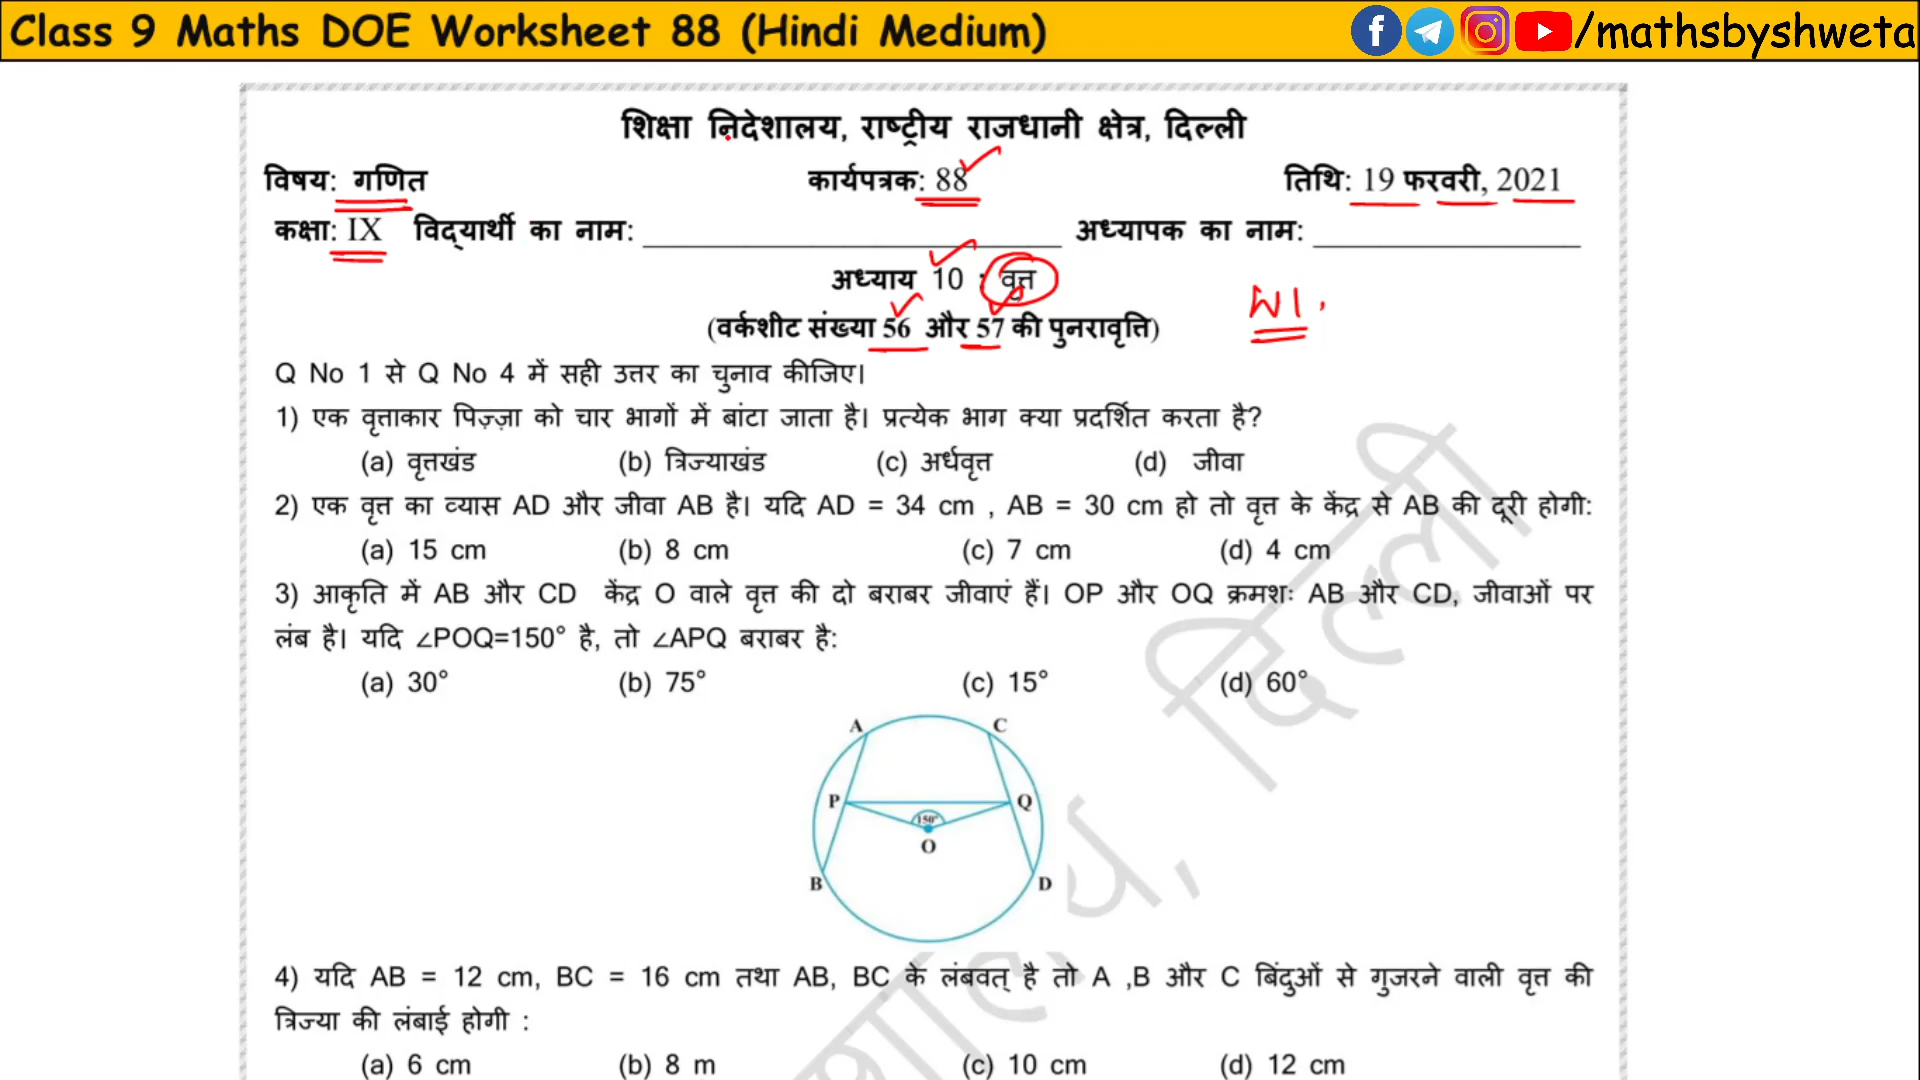 Class 9 Maths DOE Worksheet 88 (Hindi Medium)
/mathsbyshweta
शिक्षा निदेशालय, राष्ट्रीय राजधानी क्षेत्र, दिल्ली
विषय: गणित कार्यपत्रक: 88 तिथि: 19 फरवरी, 2021
कक्षा: IX विद्यार्थी का नाम: ____________________ अध्यापक का नाम: ____________________
अध्याय 10 : वृत्त
(वर्कशीट संख्या 56 और 57 की पुनरावृत्ति)
Q No 1 से Q No 4 में सही उत्तर का चुनाव कीजिए।
1) एक वृत्ताकार पिज़्ज़ा को चार भागों में बांटा जाता है। प्रत्येक भाग क्या प्रदर्शित करता है?
(a) वृत्तखंड (b) त्रिज्याखंड (c) अर्धवृत्त (d) जीवा
2) एक वृत्त का व्यास AD और जीवा AB है। यदि AD = 34 cm , AB = 30 cm हो तो वृत्त के केंद्र से AB की दूरी होगी:
(a) 15 cm (b) 8 cm (c) 7 cm (d) 4 cm
3) आकृति में AB और CD केंद्र O वाले वृत्त की दो बराबर जीवाएं हैं। OP और OQ क्रमशः AB और CD, जीवाओं पर
लंब है। यदि ∠POQ=150° है, तो ∠APQ बराबर है:
(a) 30° (b) 75° (c) 15° (d) 60°
A C
P Q
150°
O
B D
4) यदि AB = 12 cm, BC = 16 cm तथा AB, BC के लंबवत् है तो A ,B और C बिंदुओं से गुजरने वाली वृत्त की
त्रिज्या की लंबाई होगी :
(a) 6 cm (b) 8 m (c) 10 cm (d) 12 cm